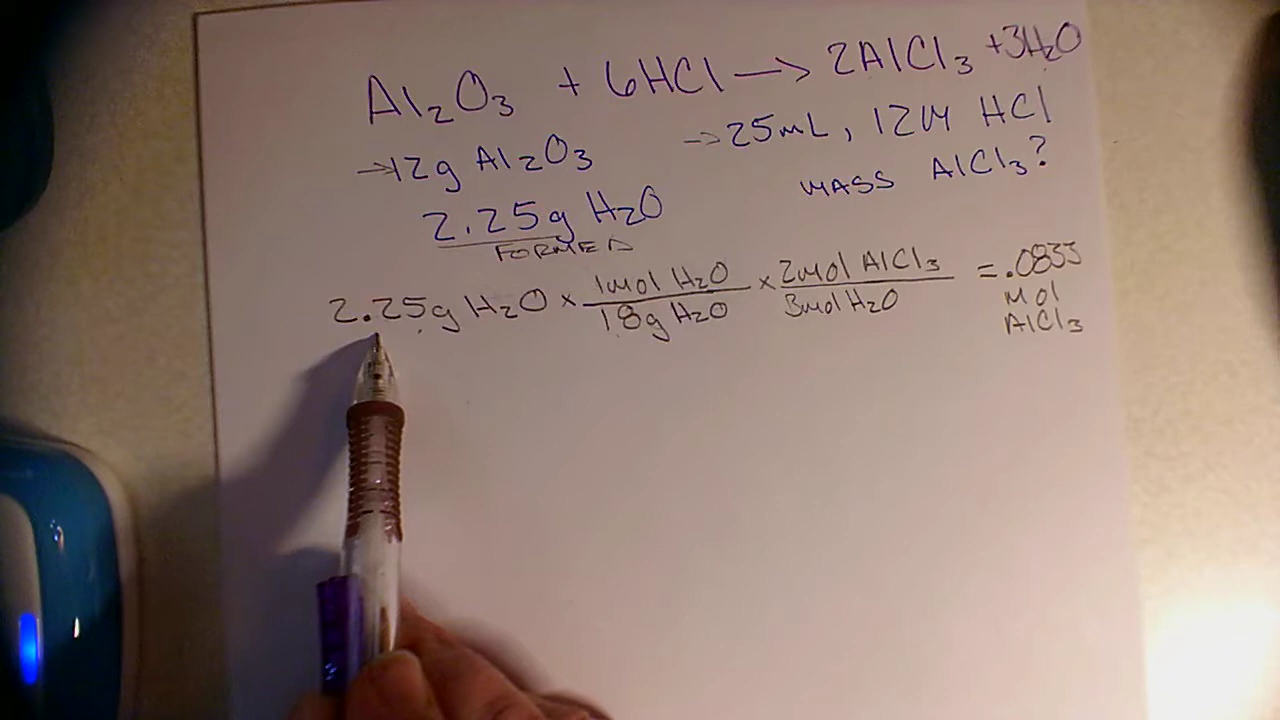 Al₂O₃ + 6HCl → 2AlCl₃ + 3H₂O
→12g Al₂O₃ →25mL, 12M HCl
2.25g H₂O MASS AlCl₃?
FORMED
2.25g H₂O × 1mol H₂O / 18g H₂O × 2mol AlCl₃ / 3mol H₂O = .0833
mol
AlCl₃